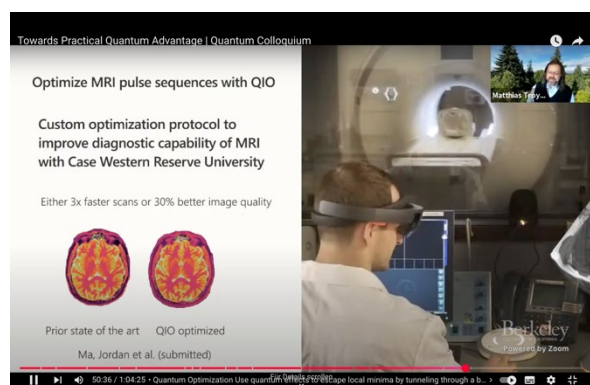 Towards Practical Quantum Advantage | Quantum Colloquium
Optimize MRI pulse sequences with QIO
Custom optimization protocol to
improve diagnostic capability of MRI
with Case Western Reserve University
Either 3x faster scans or 30% better image quality
Prior state of the art
QIO optimized
Ma, Jordan et al. (submitted)
Matthias Troy...
Berkeley
Powered by Zoom
Für Details scrollen
50:36 / 1:04:25 • Quantum Optimization Use quantum effects to escape local minima by tunneling through a b...